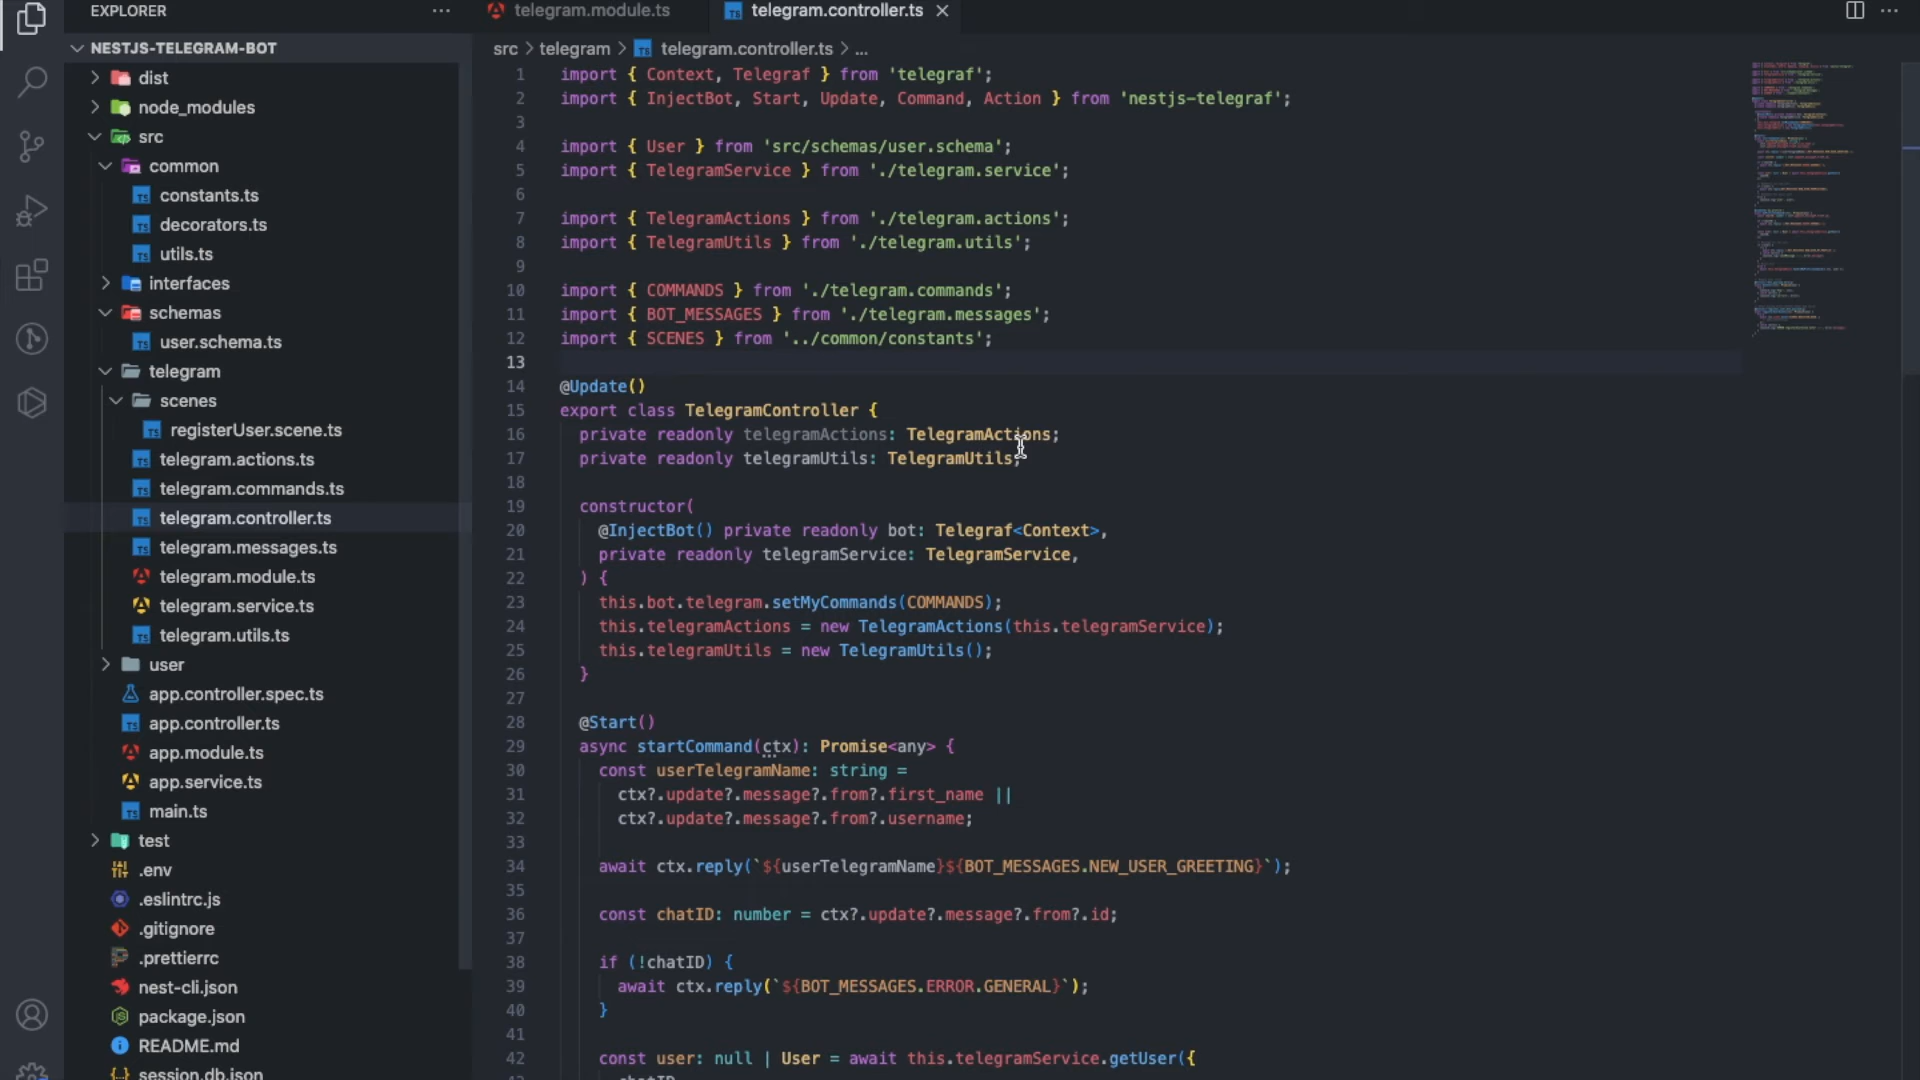 EXPLORER
NESTJS-TELEGRAM-BOT
dist
node_modules
src
common
constants.ts
decorators.ts
utils.ts
interfaces
schemas
user.schema.ts
telegram
scenes
registerUser.scene.ts
telegram.actions.ts
telegram.commands.ts
telegram.controller.ts
telegram.messages.ts
telegram.module.ts
telegram.service.ts
telegram.utils.ts
user
app.controller.spec.ts
app.controller.ts
app.module.ts
app.service.ts
main.ts
test
.env
.eslintrc.js
.gitignore
.prettierrc
nest-cli.json
package.json
README.md
session.db.json
telegram.module.ts
telegram.controller.ts
src > telegram > telegram.controller.ts > ...
1 import { Context, Telegraf } from 'telegraf';
2 import { InjectBot, Start, Update, Command, Action } from 'nestjs-telegraf';
3
4 import { User } from 'src/schemas/user.schema';
5 import { TelegramService } from './telegram.service';
6
7 import { TelegramActions } from './telegram.actions';
8 import { TelegramUtils } from './telegram.utils';
9
10 import { COMMANDS } from './telegram.commands';
11 import { BOT_MESSAGES } from './telegram.messages';
12 import { SCENES } from '../common/constants';
13
14 @Update()
15 export class TelegramController {
16 private readonly telegramActions: TelegramActions;
17 private readonly telegramUtils: TelegramUtils;
18
19 constructor(
20 @InjectBot() private readonly bot: Telegraf<Context>,
21 private readonly telegramService: TelegramService,
22 ) {
23 this.bot.telegram.setMyCommands(COMMANDS);
24 this.telegramActions = new TelegramActions(this.telegramService);
25 this.telegramUtils = new TelegramUtils();
26 }
27
28 @Start()
29 async startCommand(ctx): Promise<any> {
30 const userTelegramName: string =
31 ctx?.update?.message?.from?.first_name ||
32 ctx?.update?.message?.from?.username;
33
34 await ctx.reply(`${userTelegramName}${BOT_MESSAGES.NEW_USER_GREETING}`);
35
36 const chatID: number = ctx?.update?.message?.from?.id;
37
38 if (!chatID) {
39 await ctx.reply(`${BOT_MESSAGES.ERROR.GENERAL}`);
40 }
41
42 const user: null | User = await this.telegramService.getUser({